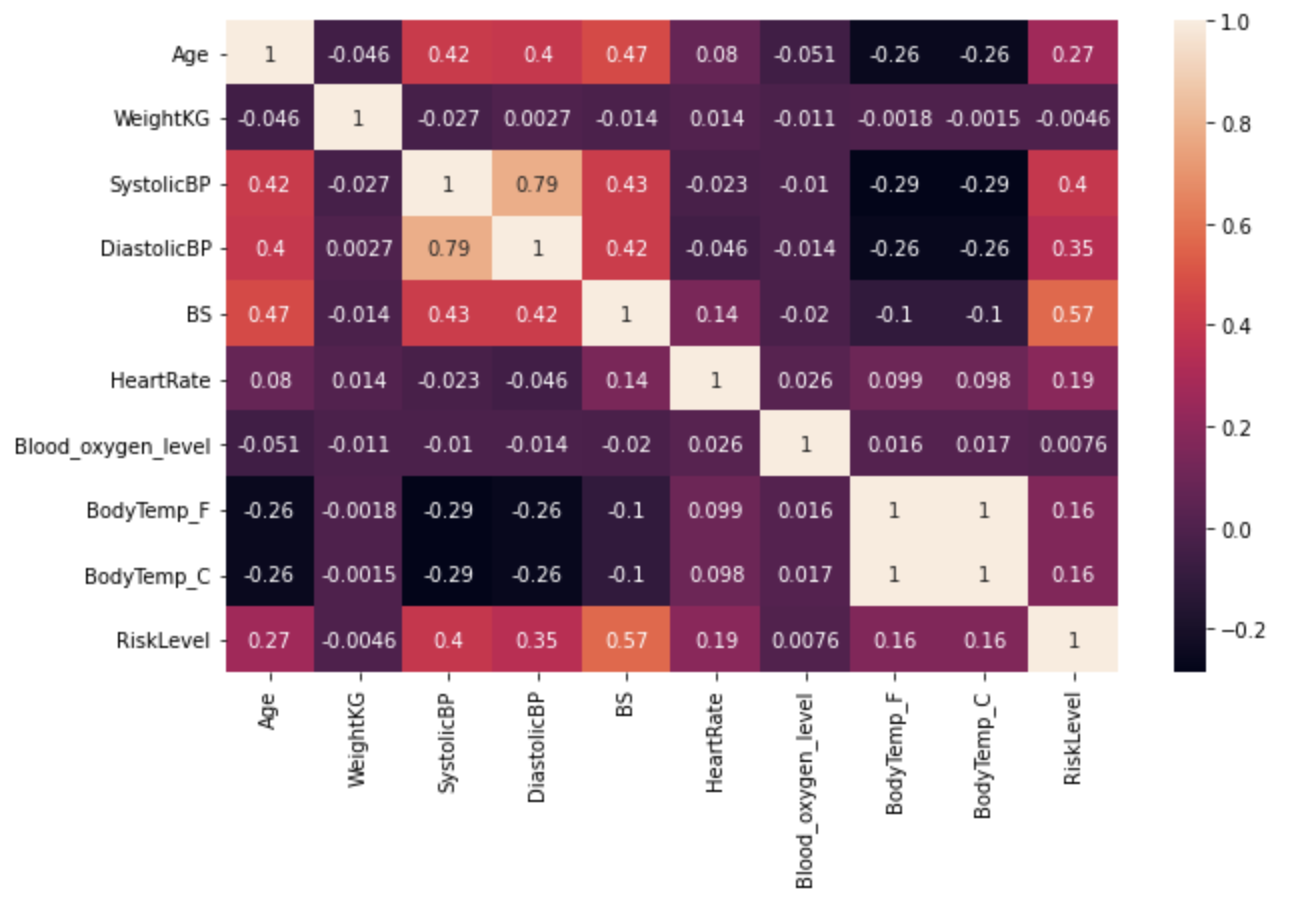 Age 1 -0.046 0.42 0.4 0.47 0.08 -0.051 -0.26 -0.26 0.27
WeightKG -0.046 1 -0.027 0.0027 -0.014 0.014 -0.011 -0.0018 -0.0015 -0.0046
SystolicBP 0.42 -0.027 1 0.79 0.43 -0.023 -0.01 -0.29 -0.29 0.4
DiastolicBP 0.4 0.0027 0.79 1 0.42 -0.046 -0.014 -0.26 -0.26 0.35
BS 0.47 -0.014 0.43 0.42 1 0.14 -0.02 -0.1 -0.1 0.57
HeartRate 0.08 0.014 -0.023 -0.046 0.14 1 0.026 0.099 0.098 0.19
Blood_oxygen_level -0.051 -0.011 -0.01 -0.014 -0.02 0.026 1 0.016 0.017 0.0076
BodyTemp_F -0.26 -0.0018 -0.29 -0.26 -0.1 0.099 0.016 1 1 0.16
BodyTemp_C -0.26 -0.0015 -0.29 -0.26 -0.1 0.098 0.017 1 1 0.16
RiskLevel 0.27 -0.0046 0.4 0.35 0.57 0.19 0.0076 0.16 0.16 1
Age
WeightKG
SystolicBP
DiastolicBP
BS
HeartRate
Blood_oxygen_level
BodyTemp_F
BodyTemp_C
RiskLevel
1.0
0.8
0.6
0.4
0.2
0.0
-0.2